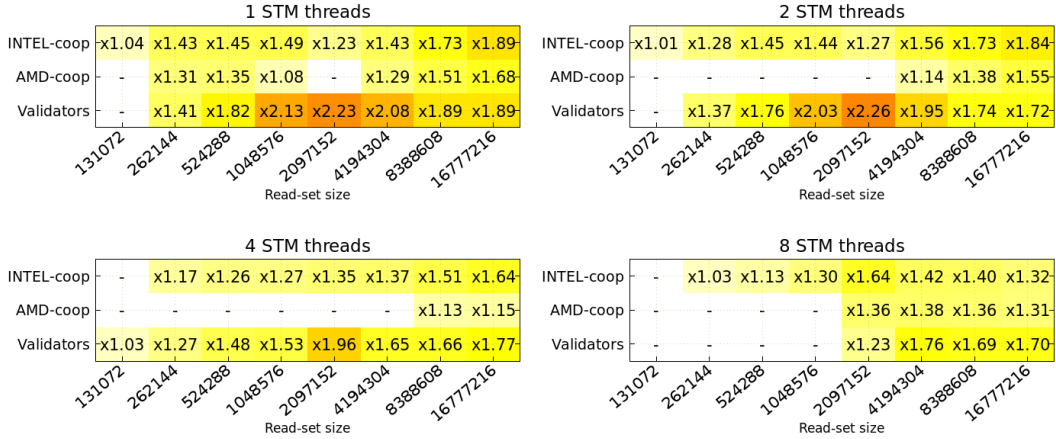 1 STM threads
INTEL-coop x1.04 x1.43 x1.45 x1.49 x1.23 x1.43 x1.73 x1.89
AMD-coop - x1.31 x1.35 x1.08 - x1.29 x1.51 x1.68
Validators - x1.41 x1.82 x2.13 x2.23 x2.08 x1.89 x1.89
131072 262144 524288 1048576 2097152 4194304 8388608 16777216
Read-set size
2 STM threads
INTEL-coop x1.01 x1.28 x1.45 x1.44 x1.27 x1.56 x1.73 x1.84
AMD-coop - - - - - x1.14 x1.38 x1.55
Validators - x1.37 x1.76 x2.03 x2.26 x1.95 x1.74 x1.72
131072 262144 524288 1048576 2097152 4194304 8388608 16777216
Read-set size
4 STM threads
INTEL-coop - x1.17 x1.26 x1.27 x1.35 x1.37 x1.51 x1.64
AMD-coop - - - - - - x1.13 x1.15
Validators x1.03 x1.27 x1.48 x1.53 x1.96 x1.65 x1.66 x1.77
131072 262144 524288 1048576 2097152 4194304 8388608 16777216
Read-set size
8 STM threads
INTEL-coop - x1.03 x1.13 x1.30 x1.64 x1.42 x1.40 x1.32
AMD-coop - - - - x1.36 x1.38 x1.36 x1.31
Validators - - - - x1.23 x1.76 x1.69 x1.70
131072 262144 524288 1048576 2097152 4194304 8388608 16777216
Read-set size